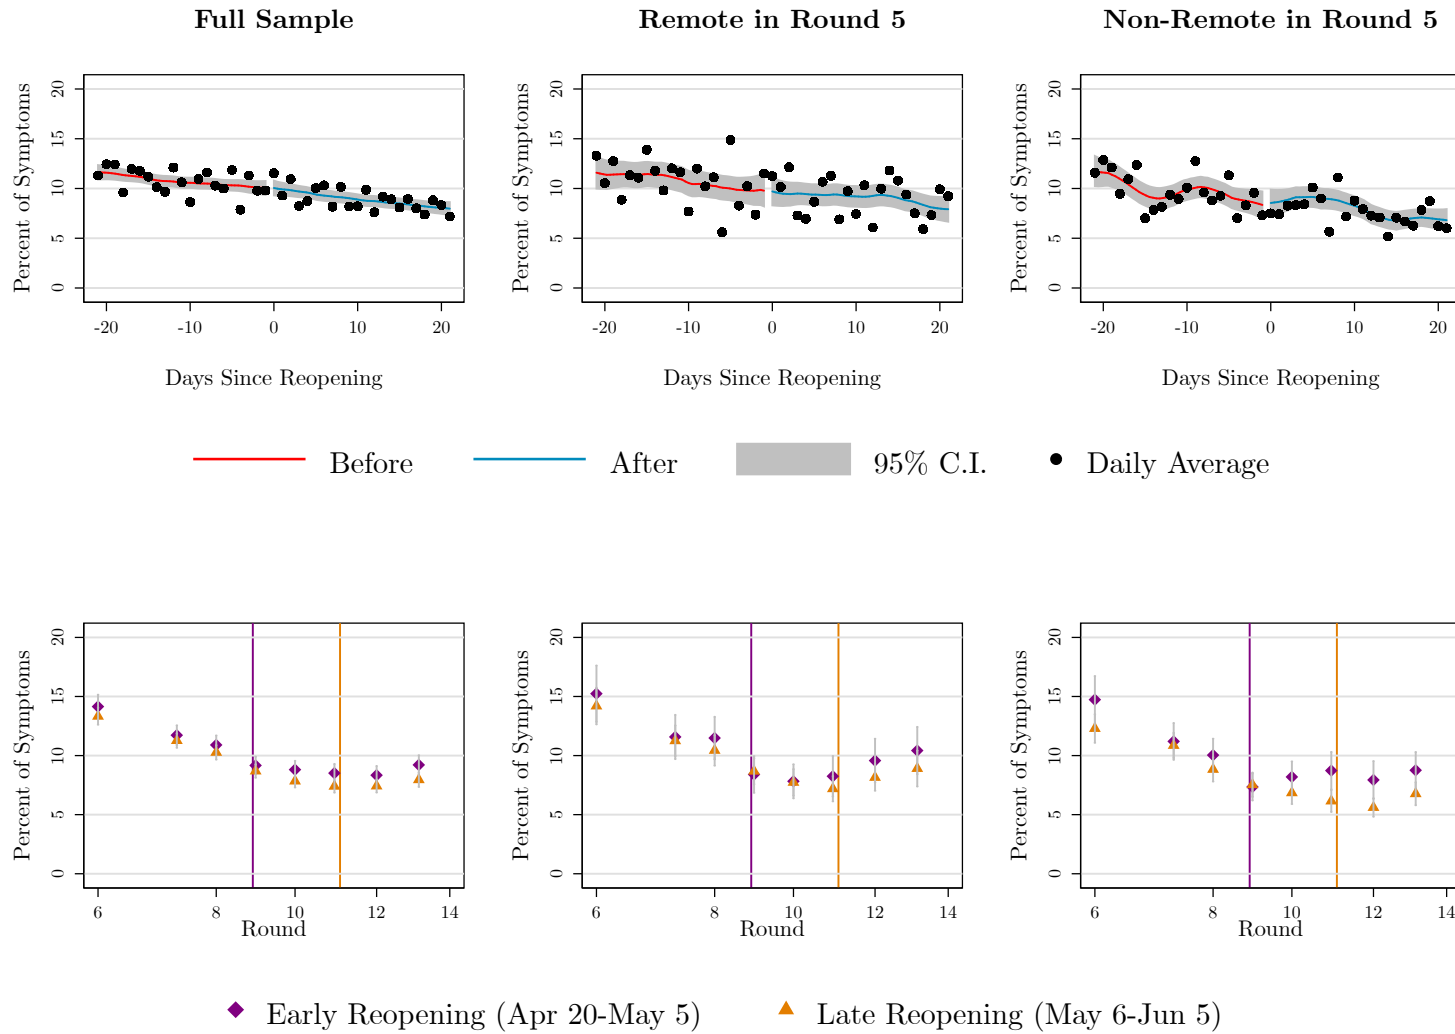 Full Sample
Remote in Round 5
Non-Remote in Round 5
Percent of Symptoms
20
15
10
5
0
-20 -10 0 10 20
Days Since Reopening
Percent of Symptoms
20
15
10
5
0
-20 -10 0 10 20
Days Since Reopening
Percent of Symptoms
20
15
10
5
0
-20 -10 0 10 20
Days Since Reopening
Before After 95% C.I. Daily Average
Percent of Symptoms
20
15
10
5
0
6 8 10 12 14
Round
Percent of Symptoms
20
15
10
5
0
6 8 10 12 14
Round
Percent of Symptoms
20
15
10
5
0
6 8 10 12 14
Round
Early Reopening (Apr 20-May 5) Late Reopening (May 6-Jun 5)